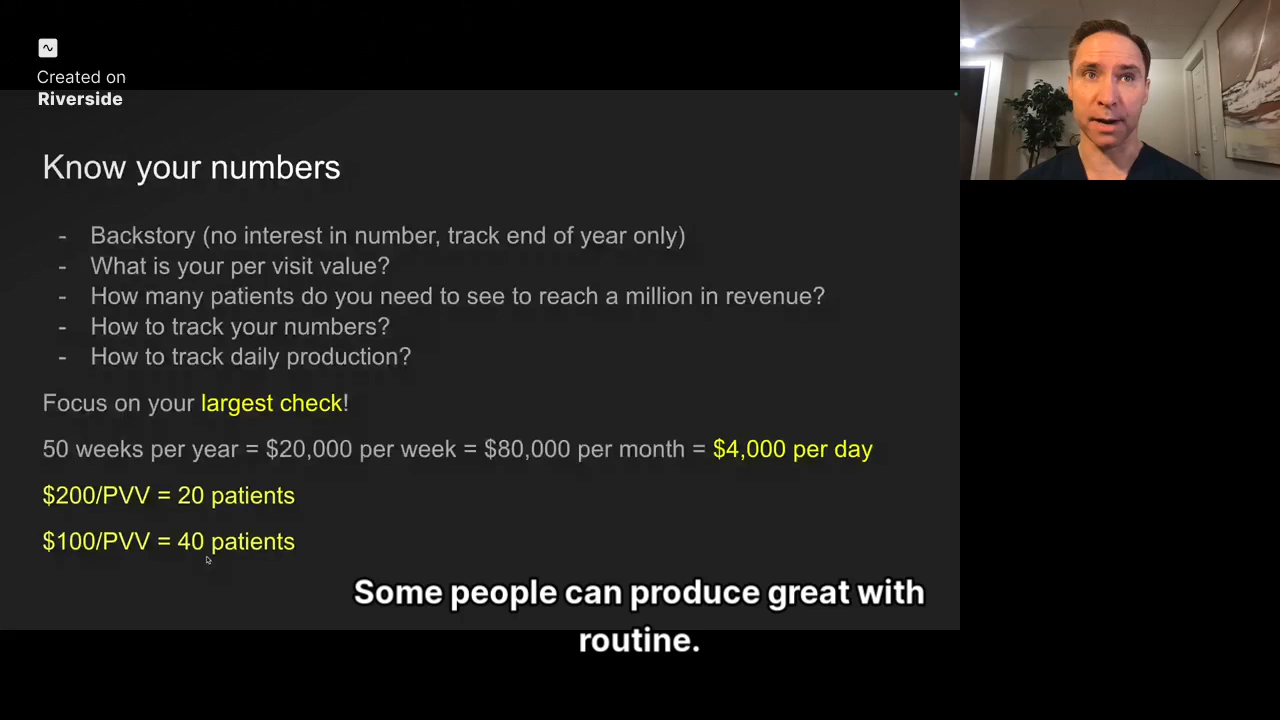 Created on
Riverside
Know your numbers
- Backstory (no interest in number, track end of year only)
- What is your per visit value?
- How many patients do you need to see to reach a million in revenue?
- How to track your numbers?
- How to track daily production?
Focus on your largest check!
50 weeks per year = $20,000 per week = $80,000 per month = $4,000 per day
$200/PVV = 20 patients
$100/PVV = 40 patients
Some people can produce great with
routine.